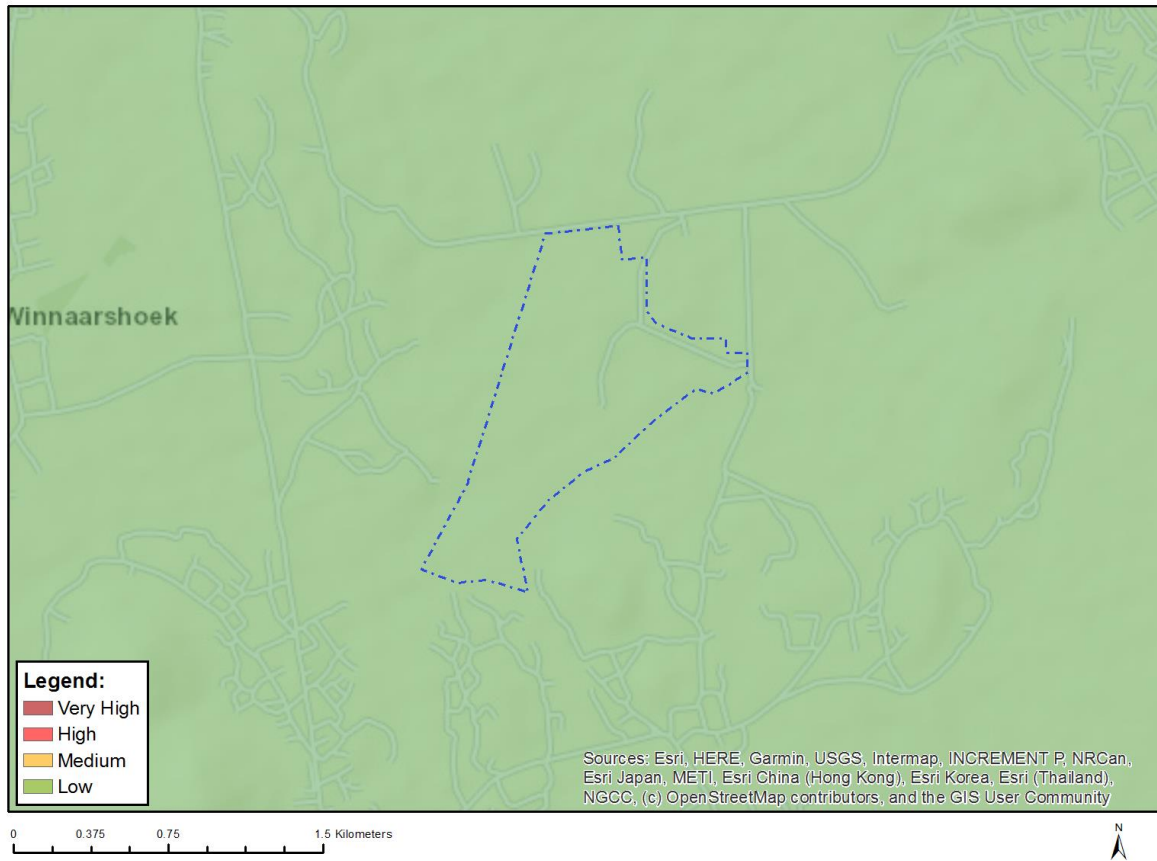 Winnaarshoek
Legend:
Very High
High
Medium
Low
Sources: Esri, HERE, Garmin, USGS, Intermap, INCREMENT P, NRCan,
Esri Japan, METI, Esri China (Hong Kong), Esri Korea, Esri (Thailand),
NGCC, (c) OpenStreetMap contributors, and the GIS User Community
0 0.375 0.75 1.5 Kilometers
N